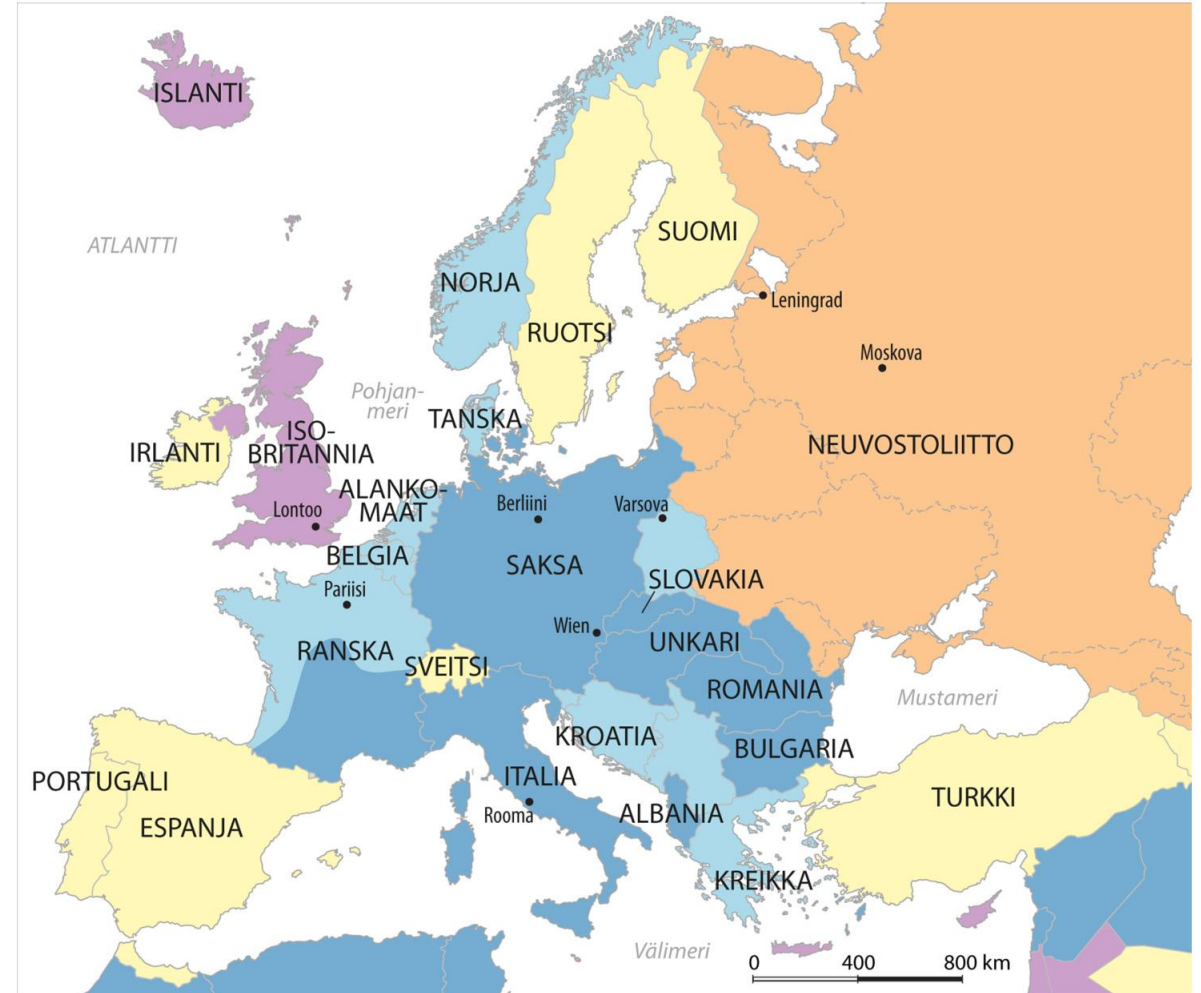 ISLANTI
ATLANTTI
SUOMI
NORJA
Leningrad
RUOTSI
Moskova
Pohjan-
meri
TANSKA
IRLANTI
ISO-
BRITANNIA
NEUVOSTOLIITTO
ALANKO-
MAAT
Lontoo
Berliini
Varsova
BELGIA
SAKSA
SLOVAKIA
Pariisi
Wien
UNKARI
RANSKA
SVEITSI
ROMANIA
Mustameri
KROATIA
BULGARIA
PORTUGALI
ITALIA
TURKKI
ESPANJA
Rooma
ALBANIA
KREIKKA
Välimeri
0 400 800 km